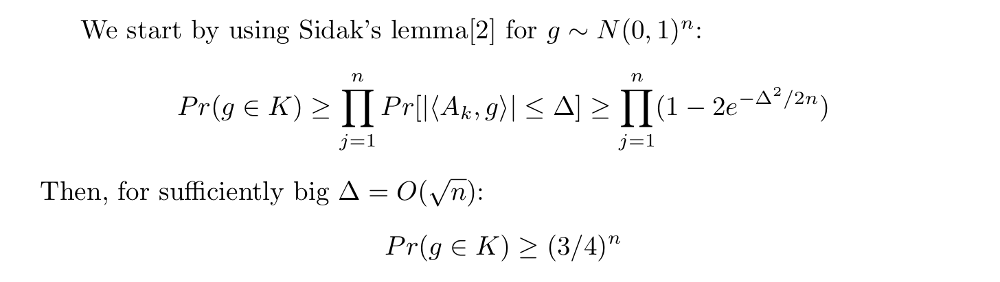 We start by using Sidak's lemma[2] for $g \sim N(0,1)^n$:
$$Pr(g \in K) \geq \prod_{j=1}^{n} Pr[|\langle A_k, g \rangle| \leq \Delta] \geq \prod_{j=1}^{n} (1 - 2e^{-\Delta^2/2n})$$
Then, for sufficiently big $\Delta = O(\sqrt{n})$:
$$Pr(g \in K) \geq (3/4)^n$$